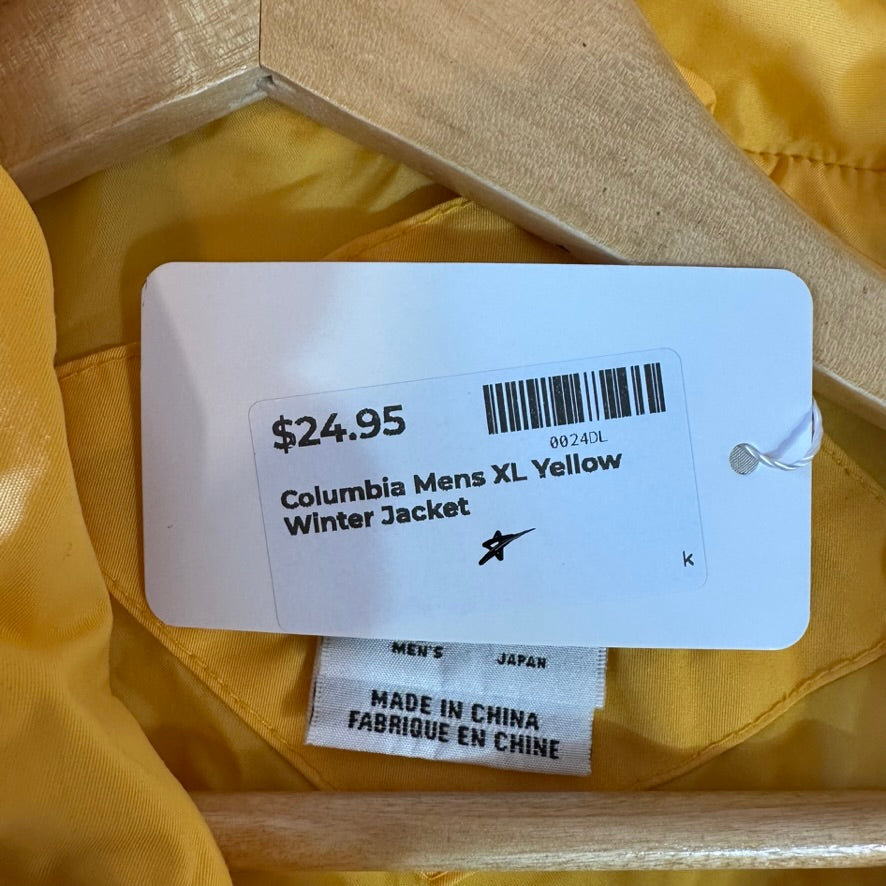 $24.95
0024DL
Columbia Mens XL Yellow
Winter Jacket
k
MEN'S JAPAN
MADE IN CHINA
FABRIQUE EN CHINE